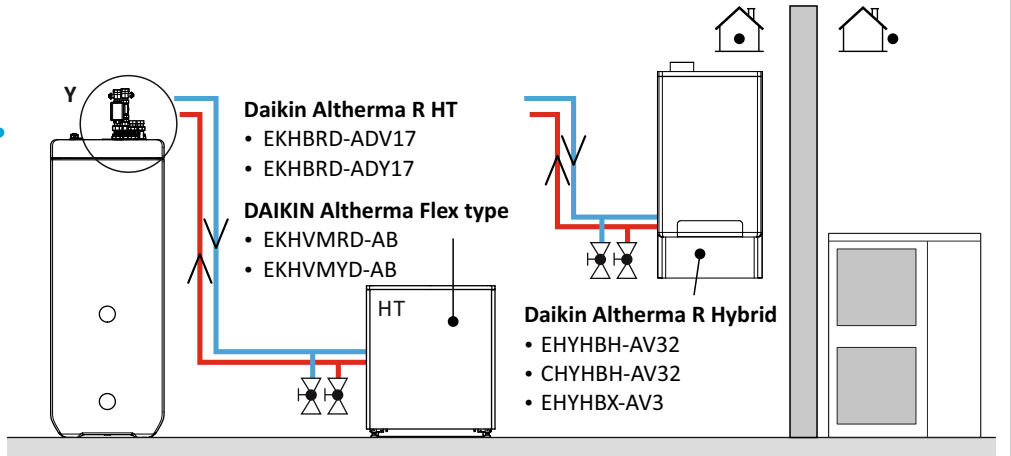 Y
Daikin Altherma R HT
• EKHBRD-ADV17
• EKHBRD-ADY17
DAIKIN Altherma Flex type
• EKHVMRD-AB
• EKHVMYD-AB
HT
Daikin Altherma R Hybrid
• EHYHBH-AV32
• CHYHBH-AV32
• EHYHBX-AV3